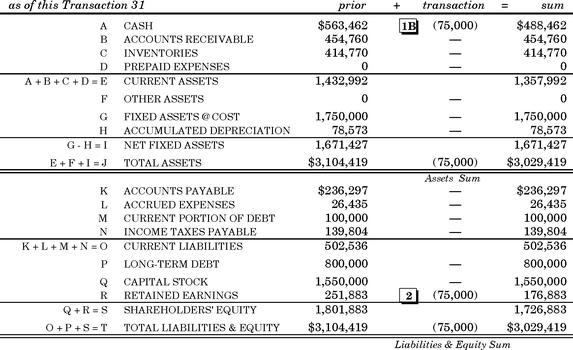 as of this Transaction 31 prior + transaction = sum
A CASH $563,462 1B (75,000) $488,462
B ACCOUNTS RECEIVABLE 454,760 — 454,760
C INVENTORIES 414,770 — 414,770
D PREPAID EXPENSES 0 — 0
A + B + C + D = E CURRENT ASSETS 1,432,992 1,357,992
F OTHER ASSETS 0 — 0
G FIXED ASSETS @ COST 1,750,000 — 1,750,000
H ACCUMULATED DEPRECIATION 78,573 — 78,573
G - H = I NET FIXED ASSETS 1,671,427 1,671,427
E + F + I = J TOTAL ASSETS $3,104,419 (75,000) $3,029,419
Assets Sum
K ACCOUNTS PAYABLE $236,297 — $236,297
L ACCRUED EXPENSES 26,435 — 26,435
M CURRENT PORTION OF DEBT 100,000 — 100,000
N INCOME TAXES PAYABLE 139,804 — 139,804
K + L + M + N = O CURRENT LIABILITIES 502,536 502,536
P LONG-TERM DEBT 800,000 — 800,000
Q CAPITAL STOCK 1,550,000 — 1,550,000
R RETAINED EARNINGS 251,883 2 (75,000) 176,883
Q + R = S SHAREHOLDERS' EQUITY 1,801,883 1,726,883
O + P + S = T TOTAL LIABILITIES & EQUITY $3,104,419 (75,000) $3,029,419
Liabilities & Equity Sum